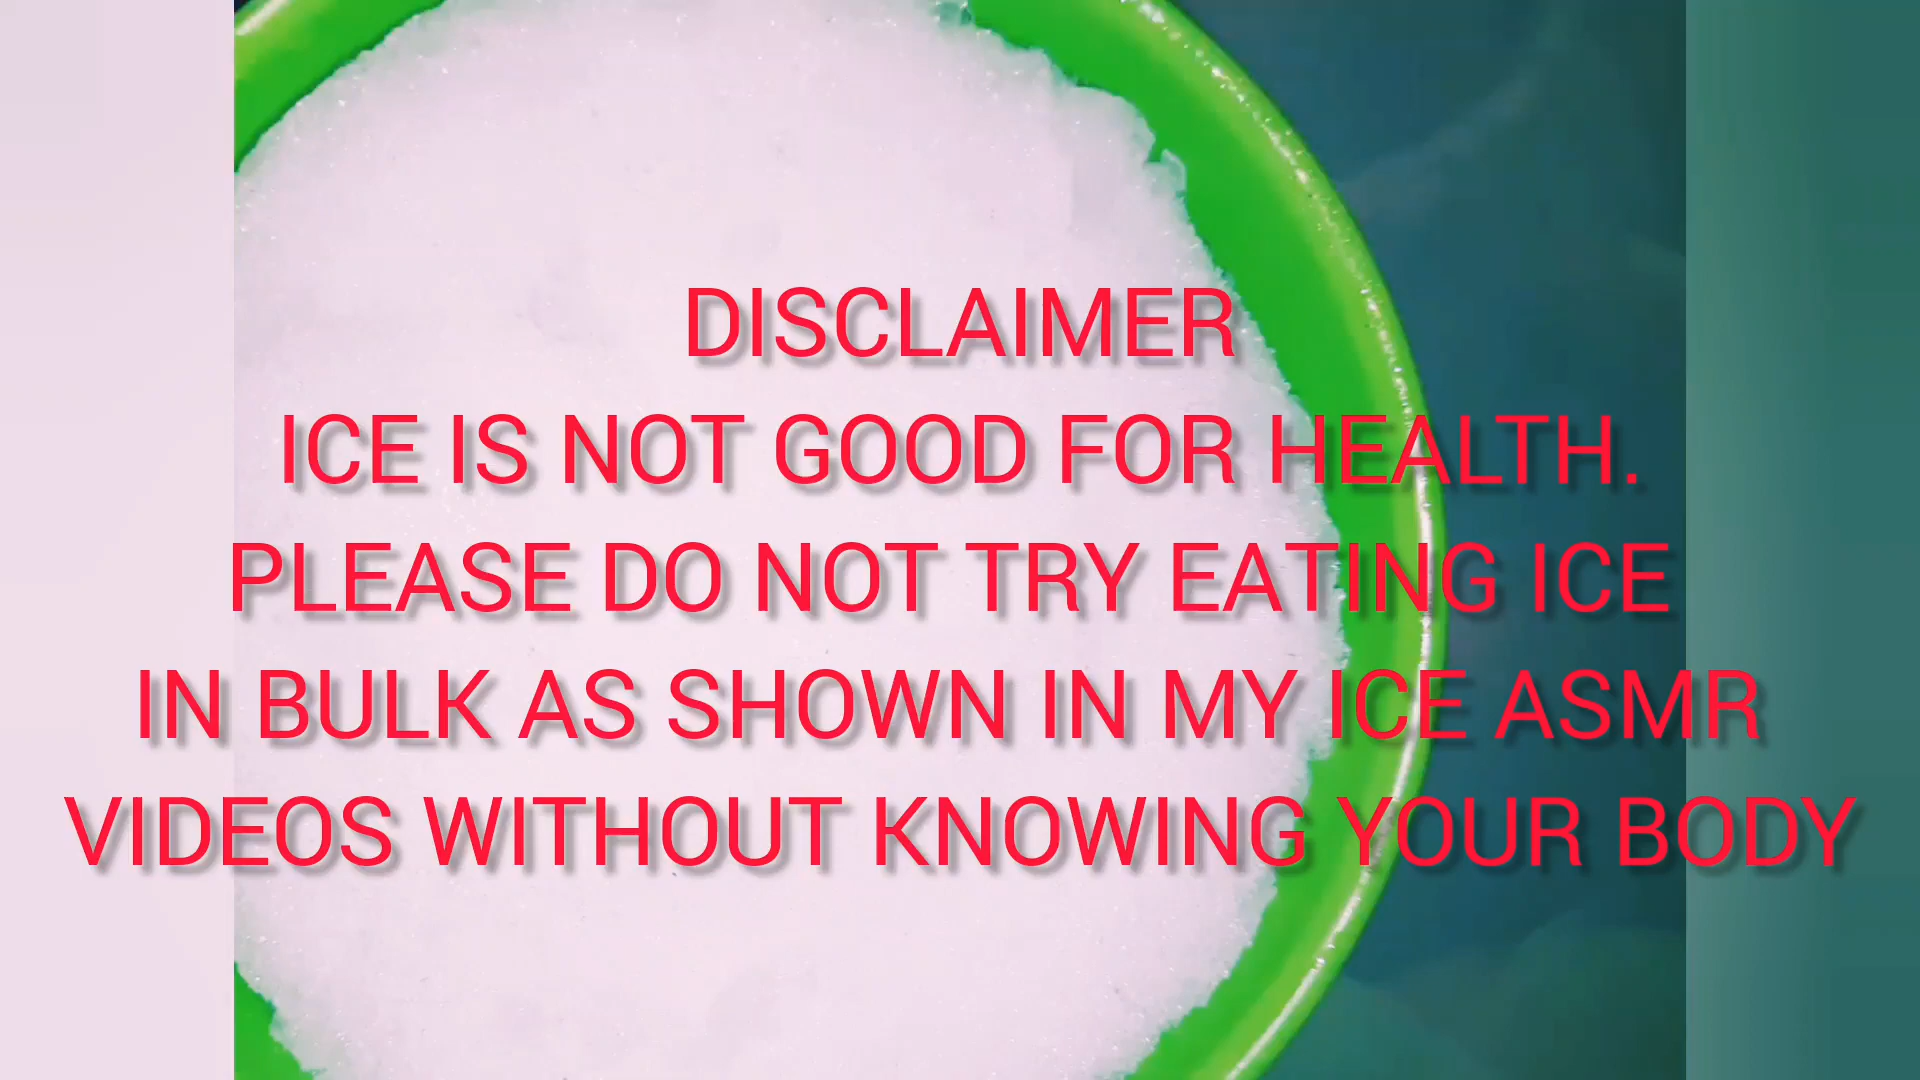 DISCLAIMER
ICE IS NOT GOOD FOR HEALTH.
PLEASE DO NOT TRY EATING ICE
IN BULK AS SHOWN IN MY ICE ASMR
VIDEOS WITHOUT KNOWING YOUR BODY